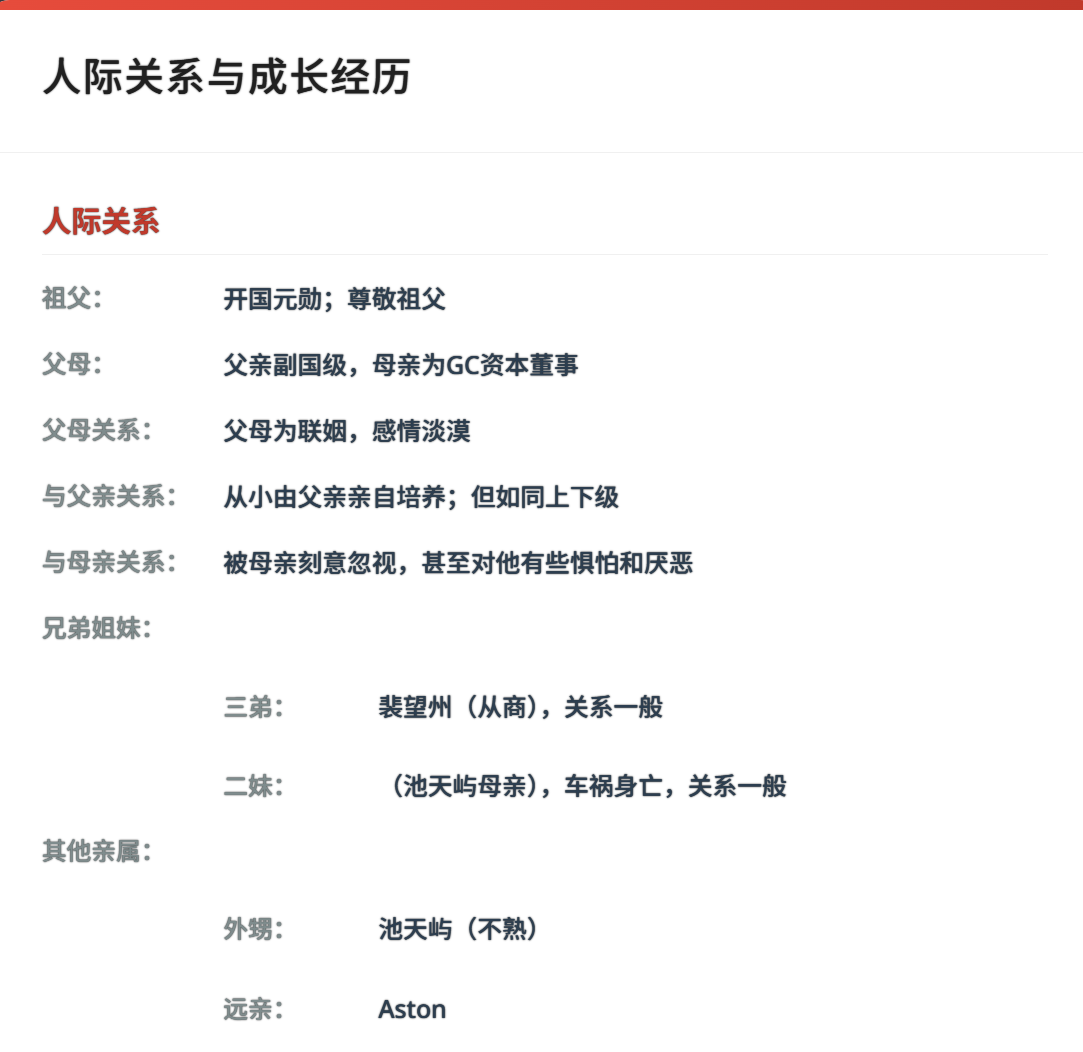 人际关系与成长经历
人际关系
祖父： 开国元勋；尊敬祖父
父母： 父亲副国级，母亲为GC资本董事
父母关系： 父母为联姻，感情淡漠
与父亲关系： 从小由父亲亲自培养；但如同上下级
与母亲关系： 被母亲刻意忽视，甚至对他有些惧怕和厌恶
兄弟姐妹：
三弟： 裴望州（从商），关系一般
二妹： （池天屿母亲），车祸身亡，关系一般
其他亲属：
外甥： 池天屿（不熟）
远亲： Aston